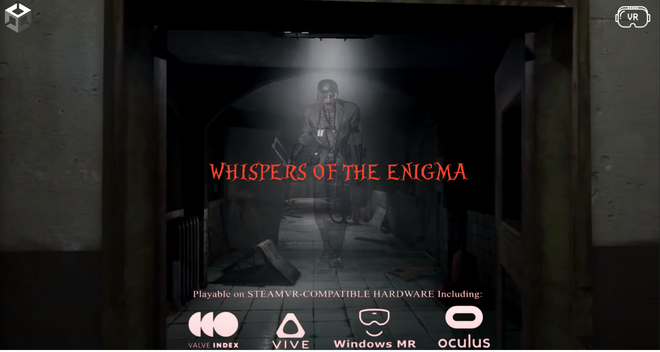 VR
WHISPERS OF THE ENIGMA
Playable on STEAMVR-COMPATIBLE HARDWARE Including:
VALVE INDEX
VIVE
Windows MR
oculus